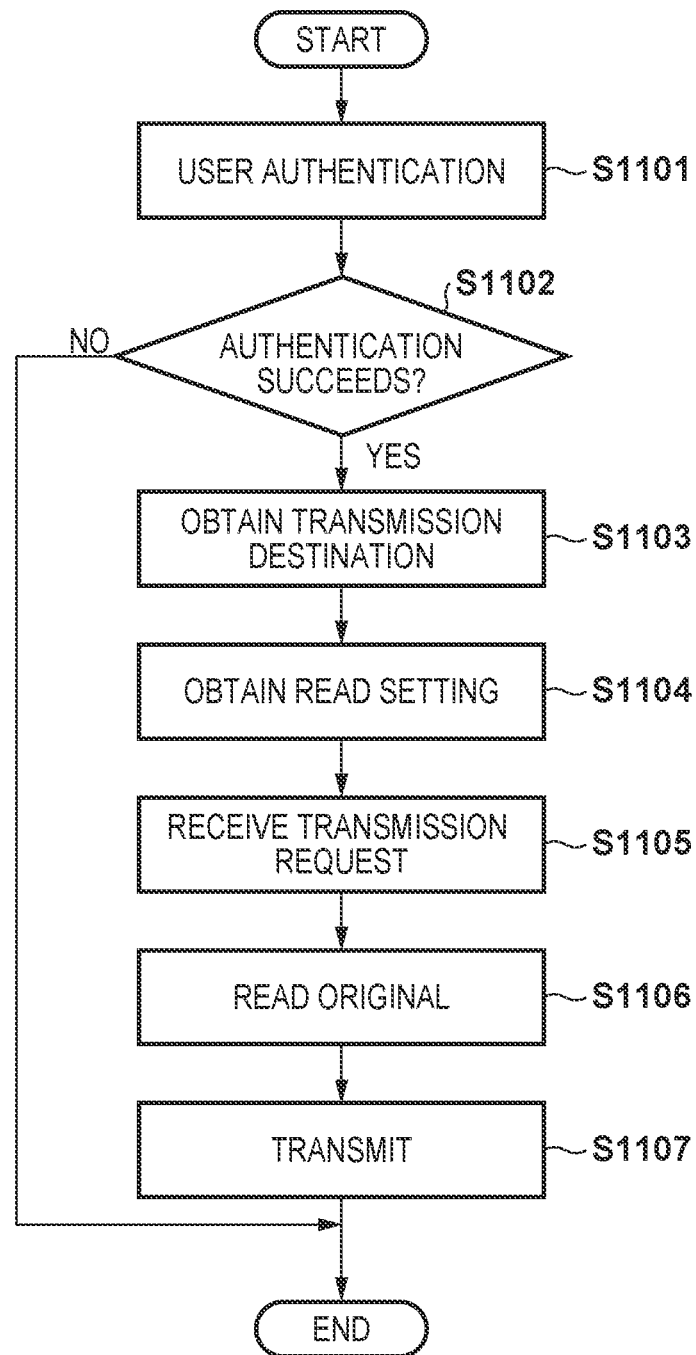 START
USER AUTHENTICATION
S1101
S1102
NO
AUTHENTICATION
SUCCEEDS?
YES
OBTAIN TRANSMISSION
DESTINATION
S1103
OBTAIN READ SETTING
S1104
RECEIVE TRANSMISSION
REQUEST
S1105
READ ORIGINAL
S1106
TRANSMIT
S1107
END